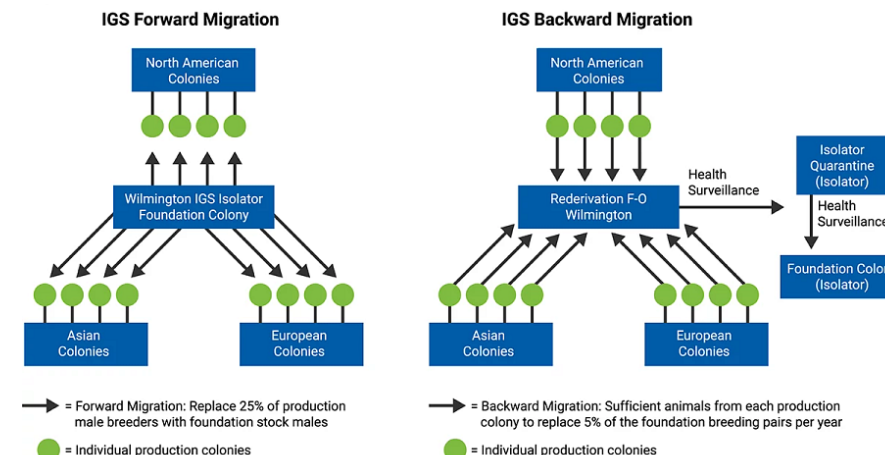 IGS Forward Migration
North American
Colonies
Wilmington IGS Isolator
Foundation Colony
Asian
Colonies
European
Colonies
= Forward Migration: Replace 25% of production
male breeders with foundation stock males
= Individual production colonies
IGS Backward Migration
North American
Colonies
Rederivation F-O
Wilmington
Health
Surveillance
Isolator
Quarantine
(Isolator)
Health
Surveillance
Foundation Colon
(Isolator)
Asian
Colonies
European
Colonies
= Backward Migration: Sufficient animals from each production
colony to replace 5% of the foundation breeding pairs per year
= Individual production colonies